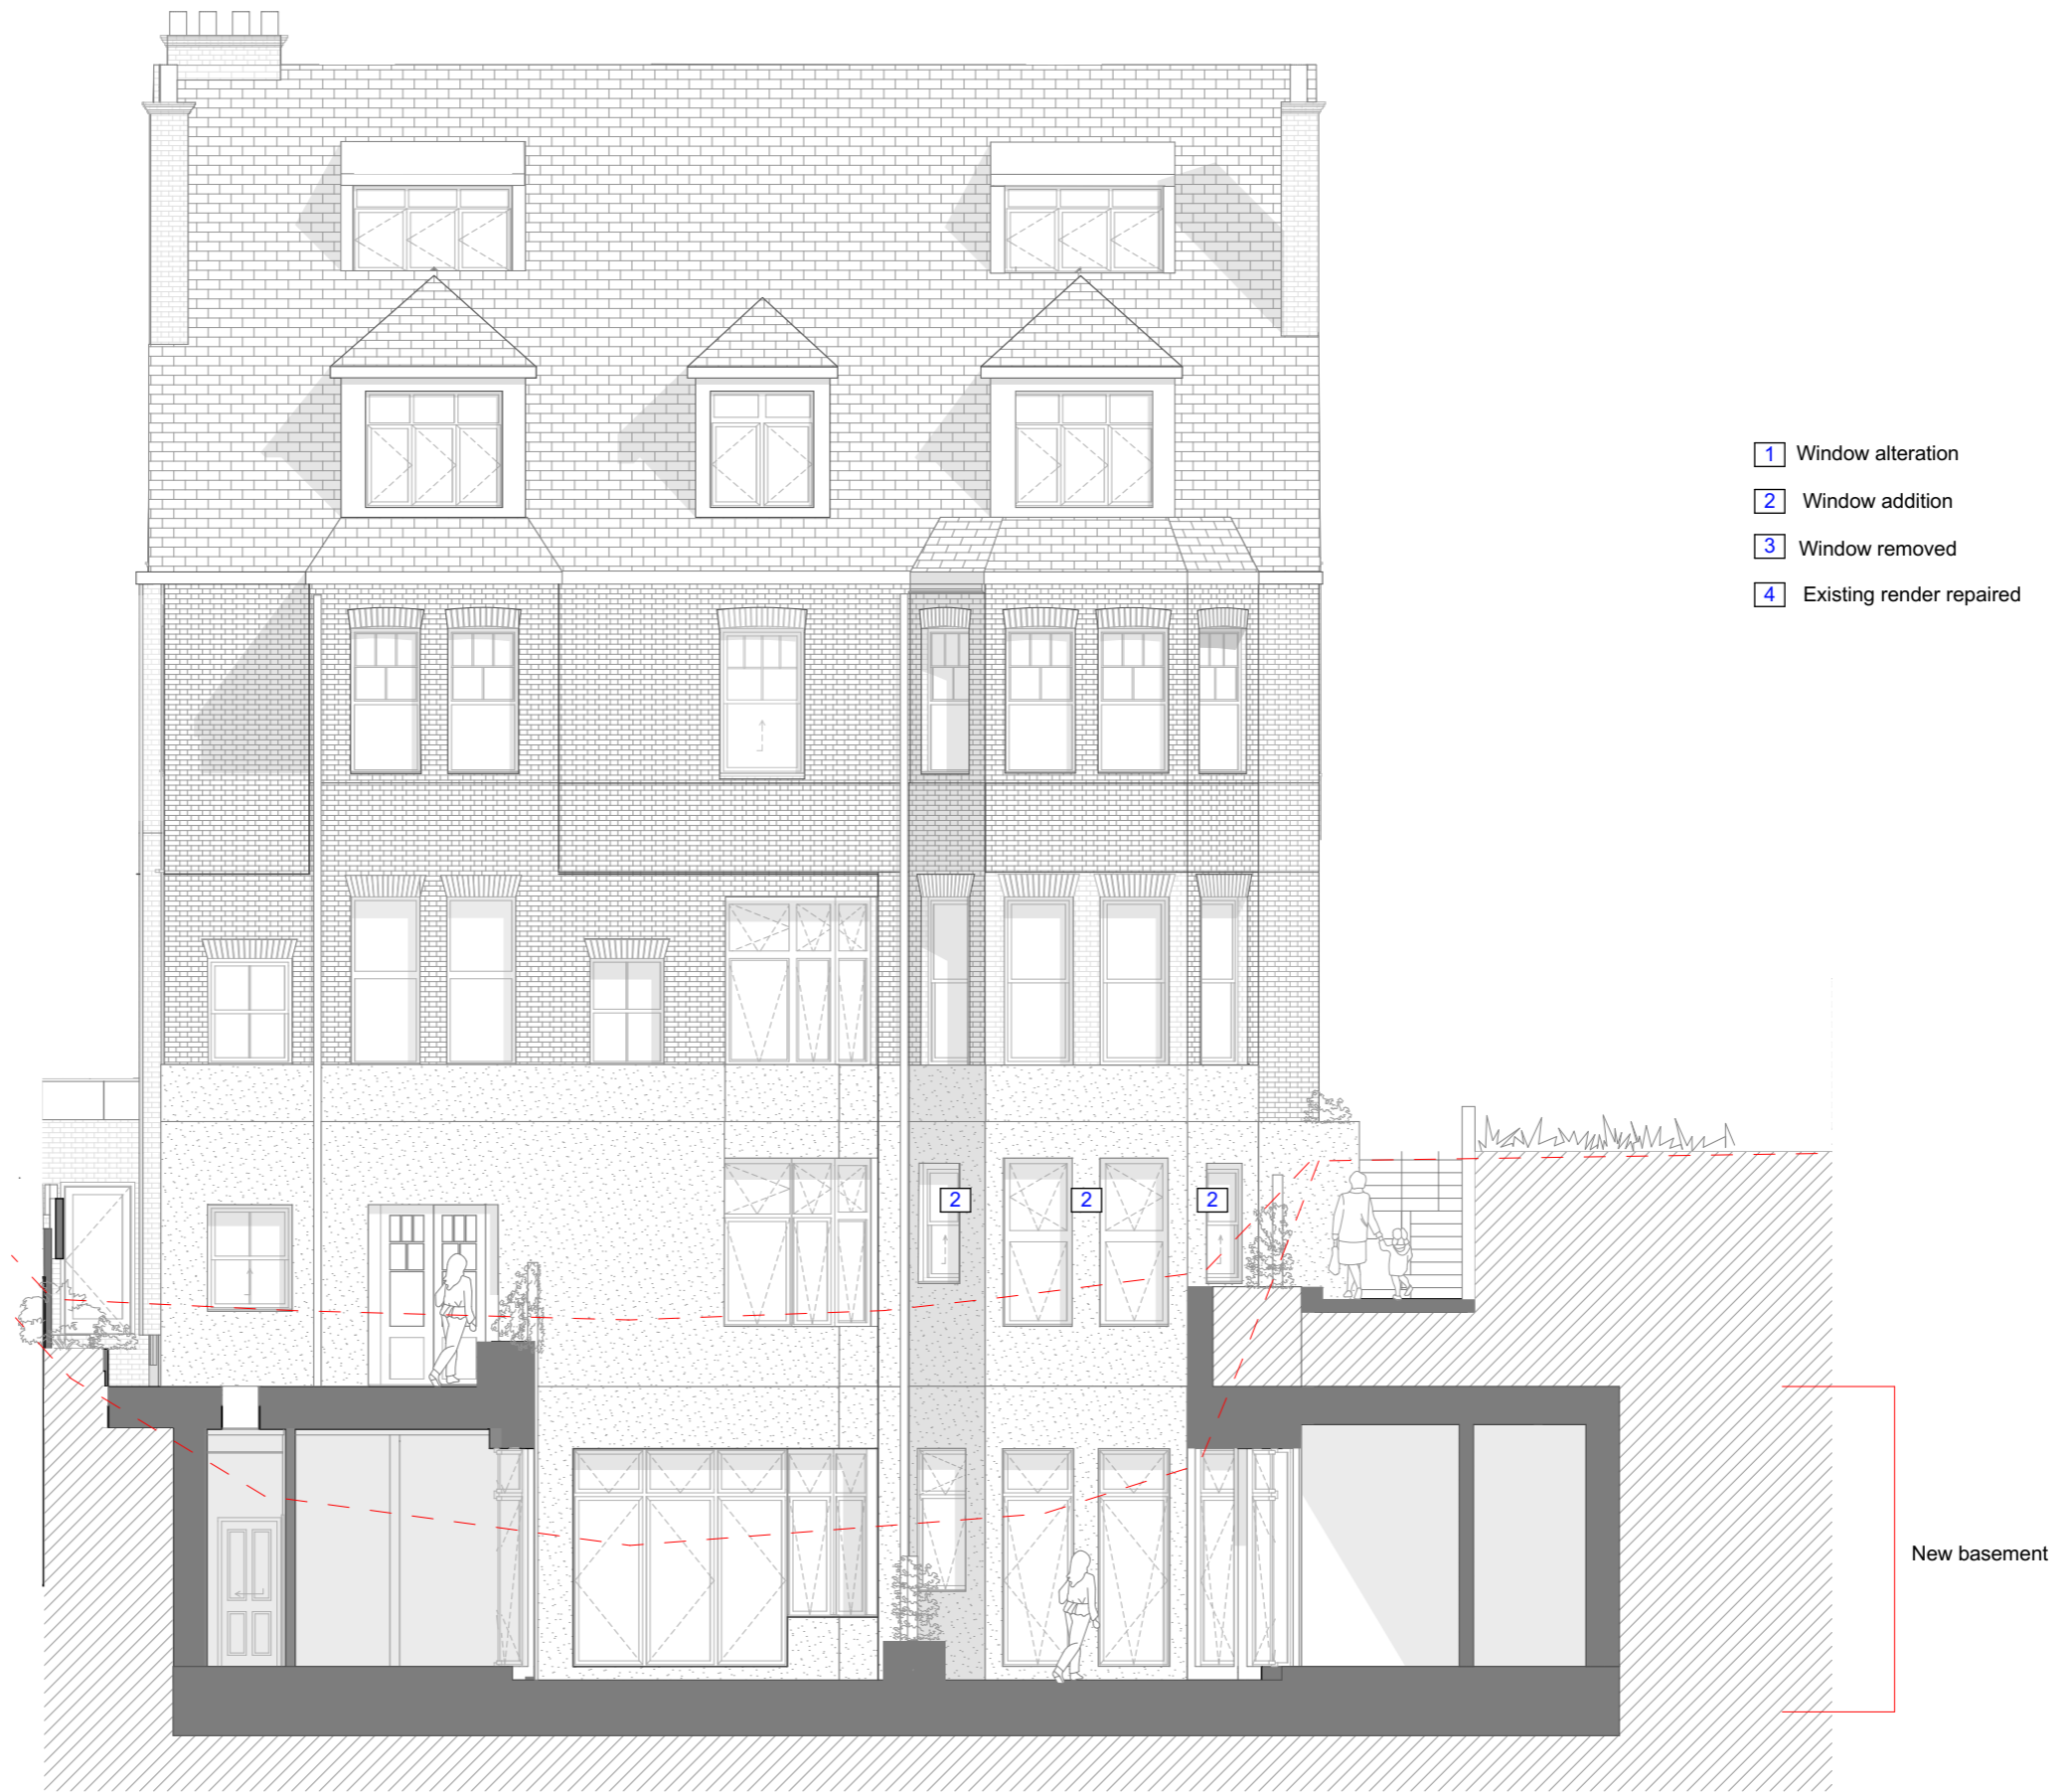 1 Window alteration
2 Window addition
3 Window removed
4 Existing render repaired
2 2 2
New basement